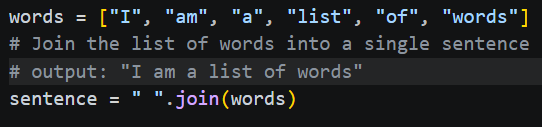 words = ["I", "am", "a", "list", "of", "words"]
# Join the list of words into a single sentence
# output: "I am a list of words"
sentence = " ".join(words)